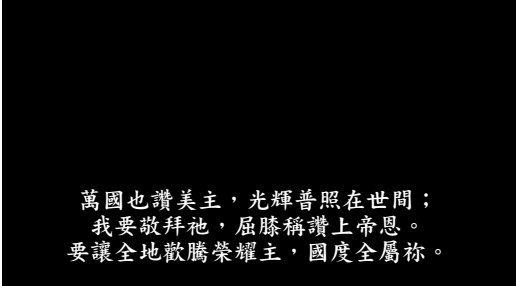 萬國也讚美主，光輝普照在世間；
我要敬拜祂，屈膝稱讚上帝恩。
要讓全地歡騰榮耀主，國度全屬祢。